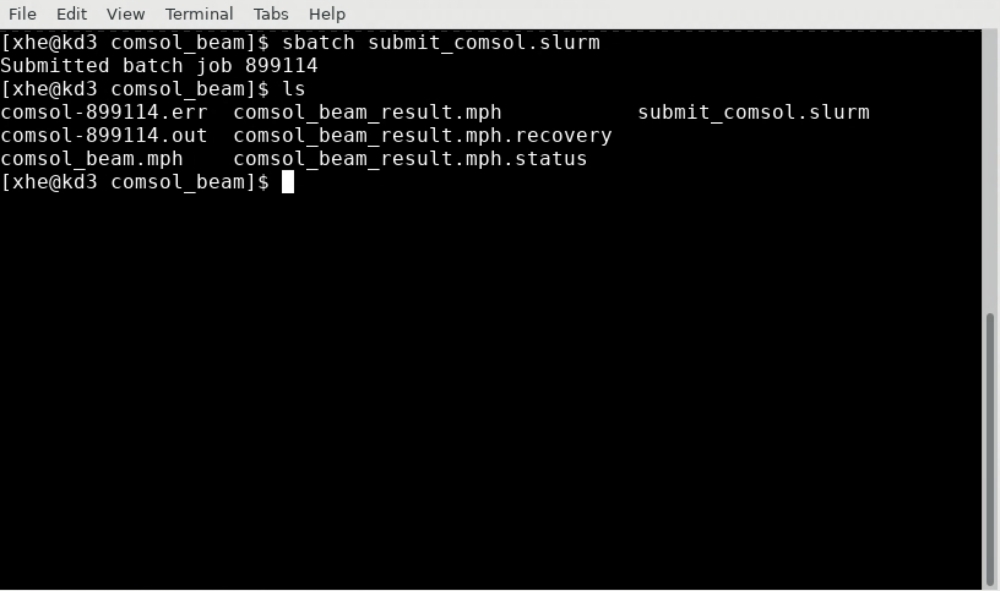 File Edit View Terminal Tabs Help
[xhe@kd3 comsol_beam]$ sbatch submit_comsol.slurm
Submitted batch job 899114
[xhe@kd3 comsol_beam]$ ls
comsol-899114.err  comsol_beam_result.mph           submit_comsol.slurm
comsol-899114.out  comsol_beam_result.mph.recovery
comsol_beam.mph    comsol_beam_result.mph.status
[xhe@kd3 comsol_beam]$